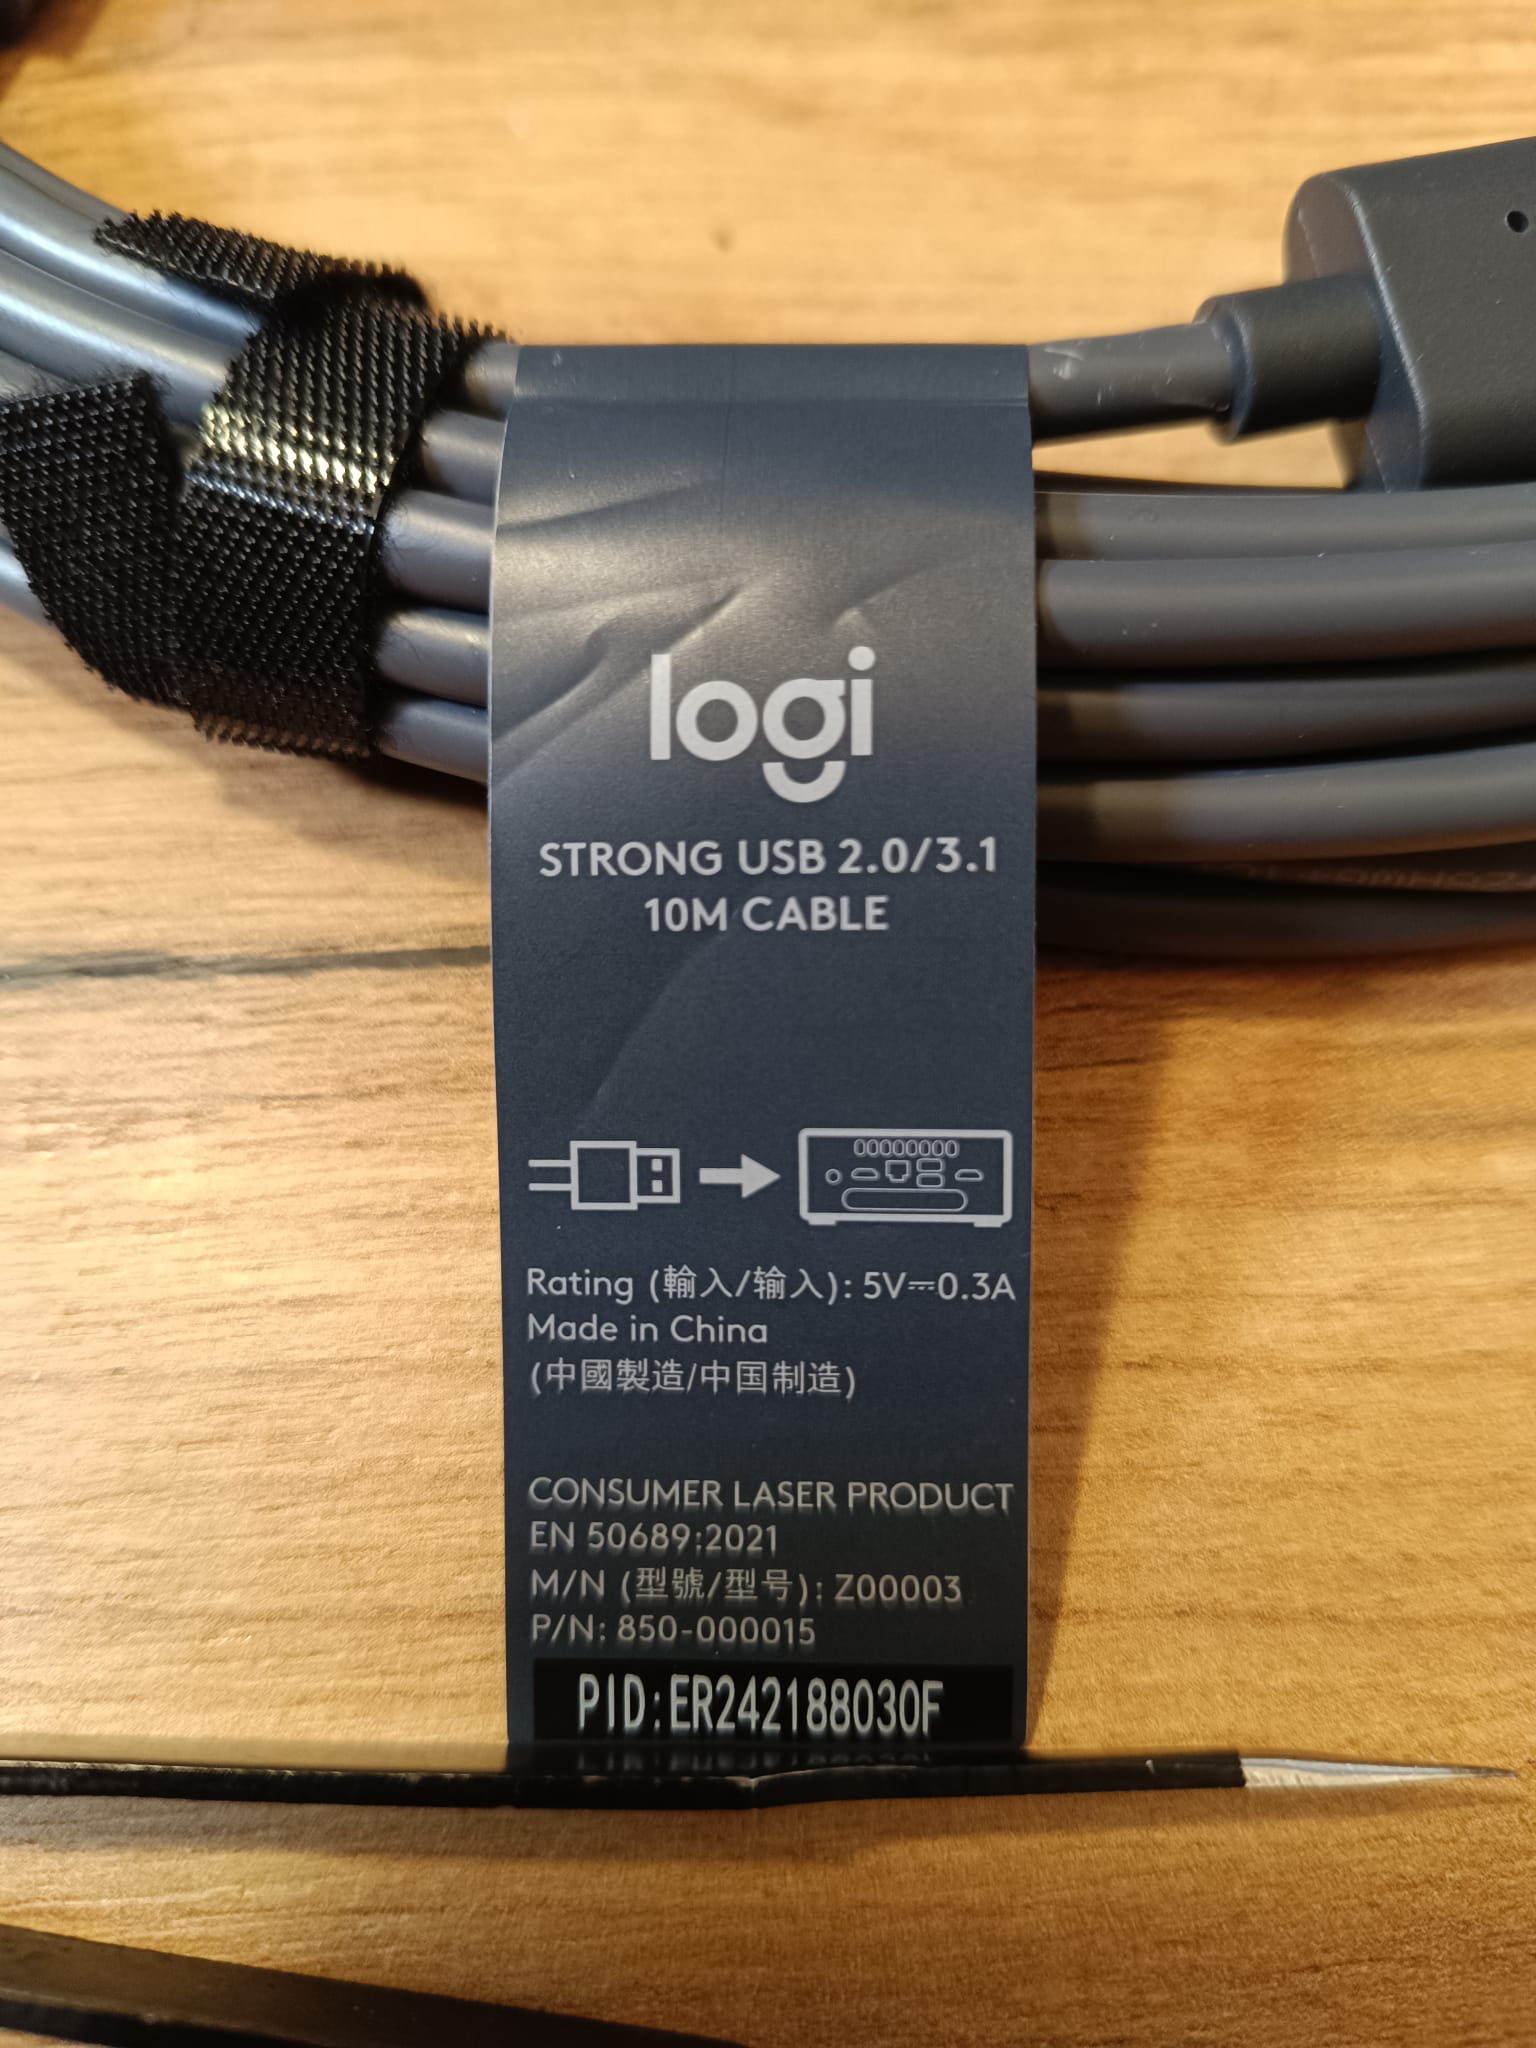 logi
STRONG USB 2.0/3.1
10M CABLE
Rating (輸入/输入): 5V⎓0.3A
Made in China
(中國製造/中国制造)
CONSUMER LASER PRODUCT
EN 50689:2021
M/N (型號/型号): Z00003
P/N: 850-000015
PID:ER242188030F